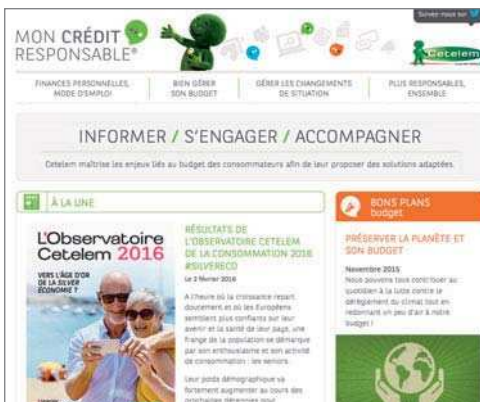 Suivez-nous sur
MON CRÉDIT
RESPONSABLE®
Cetelem
FINANCES PERSONNELLES,
MODE D'EMPLOI
BIEN GÉRER
SON BUDGET
GÉRER LES CHANGEMENTS
DE SITUATION
PLUS RESPONSABLES,
ENSEMBLE
INFORMER / S'ENGAGER / ACCOMPAGNER
Cetelem maîtrise les enjeux liés au budget des consommateurs afin de leur proposer des solutions adaptées.
À LA UNE
L'Observatoire
Cetelem 2016
VERS L'ÂGE D'OR
DE LA SILVER
ÉCONOMIE ?
RÉSULTATS DE
L'OBSERVATOIRE CETELEM
DE LA CONSOMMATION 2016
#SILVERECO
Le 2 février 2016
A l'heure où la croissance repart
doucement et où les Européens
semblent plus confiants sur leur
avenir et la santé de leur pays, une
frange de la population se démarque
par son enthousiasme et son activité
de consommation : les seniors.
Leur poids démographique va
fortement augmenter au cours des
prochaines décennies pour
BONS PLANS
budget
PRÉSERVER LA PLANÈTE ET
SON BUDGET
Novembre 2015
Nous pouvons tous contribuer au
quotidien à la lutte contre le
dérèglement du climat tout en
redonnant un peu d'air à notre
budget !